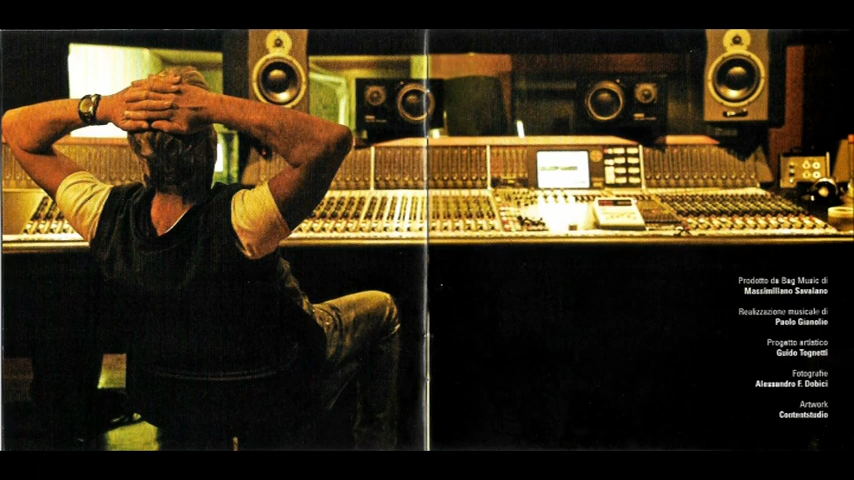 Prodotto da Bag Music di
Massimiliano Savaiano
Realizzazione musicale di
Paolo Gianolio
Progetto artistico
Guido Tognetti
Fotografie
Alessandro F. Dobici
Artwork
Contentstudio